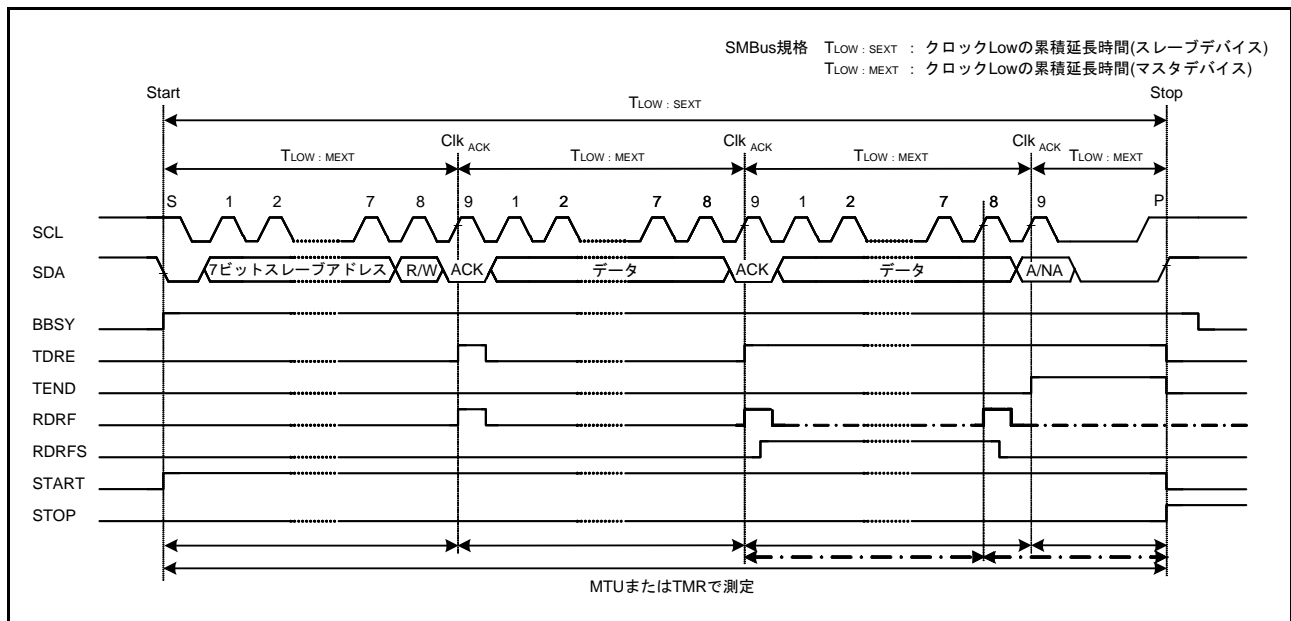 SMBus規格 TLOW : SEXT : クロックLowの累積延長時間(スレーブデバイス)
TLOW : MEXT : クロックLowの累積延長時間(マスタデバイス)
Start Stop
TLOW : SEXT
Clk ACK Clk ACK Clk ACK
TLOW : MEXT TLOW : MEXT TLOW : MEXT TLOW : MEXT
S 1 2 7 8 9 1 2 7 8 9 1 2 7 8 9 P
SCL
SDA 7ビットスレーブアドレス R/W ACK データ ACK データ A/NA
BBSY
TDRE
TEND
RDRF
RDRFS
START
STOP
MTUまたはTMRで測定